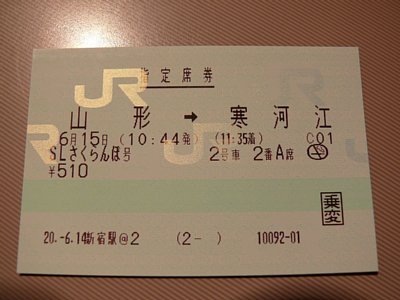 JR
指定席券
山形 → 寒河江
6月15日 (10:44発) (11:35着) C01
SLさくらんぼ号 2号車 2番A席
¥510
乗変
20.-6.14新宿駅@2 (2- ) 10092-01